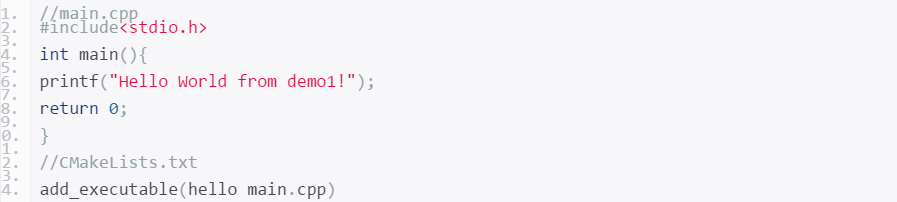 1. //main.cpp
2. #include<stdio.h>
3.
4. int main(){
5.
6. printf("Hello World from demo1!");
7.
8. return 0;
9.
0. }
1.
2. //CMakeLists.txt
3.
4. add_executable(hello main.cpp)